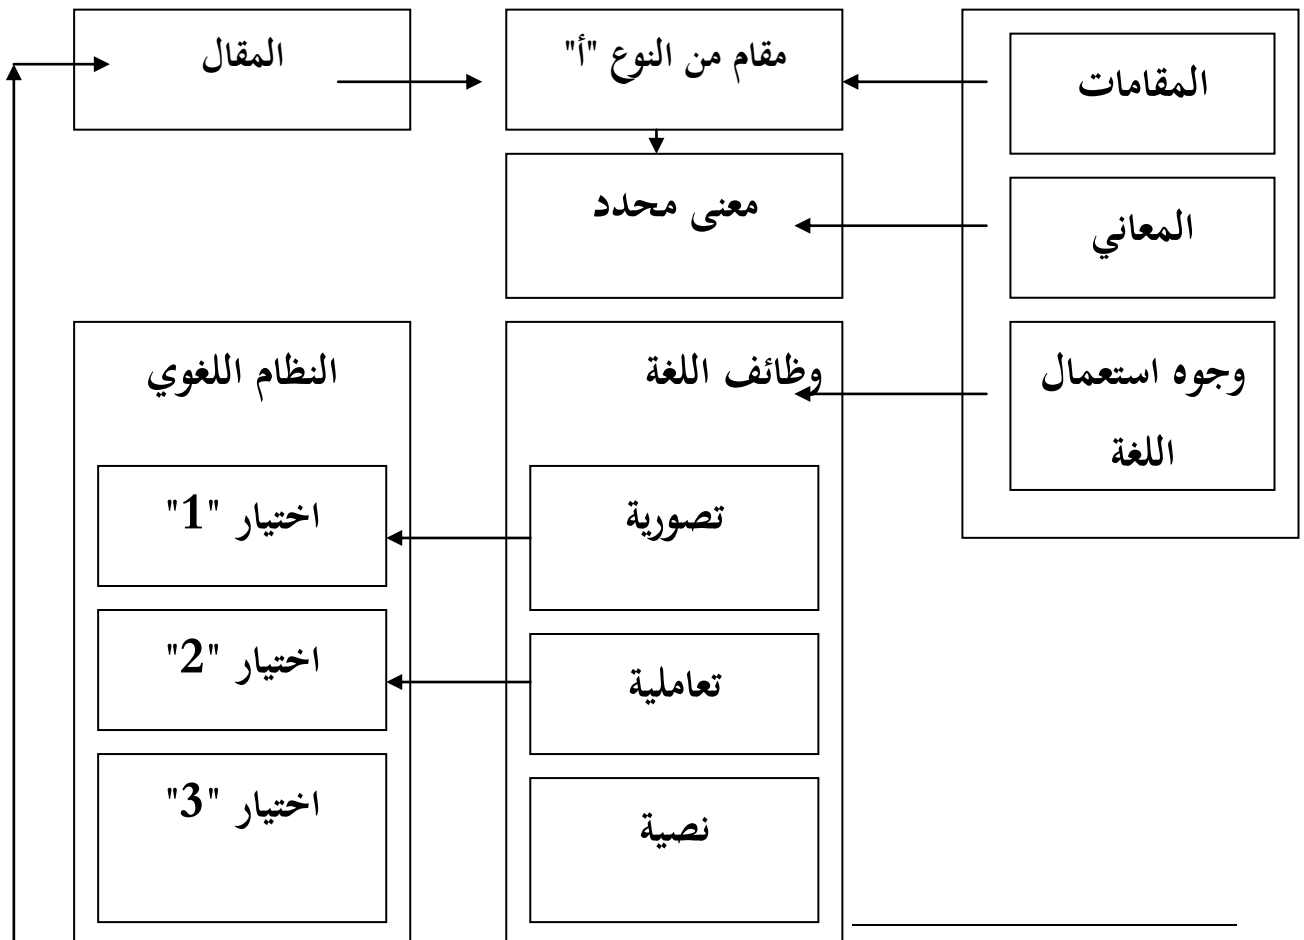 المقامات
مقام من النوع "أ"
المقال
المعاني
معنى محدد
وجوه استعمال
اللغة
وظائف اللغة
النظام اللغوي
تصورية
اختيار "1"
تعاملية
اختيار "2"
نصية
اختيار "3"